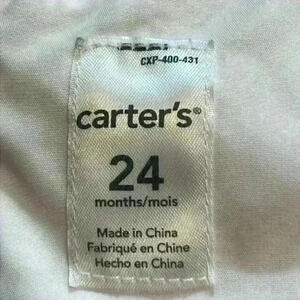 CXP-400-431
carter's®
24
months/mois
Made in China
Fabriqué en Chine
Hecho en China